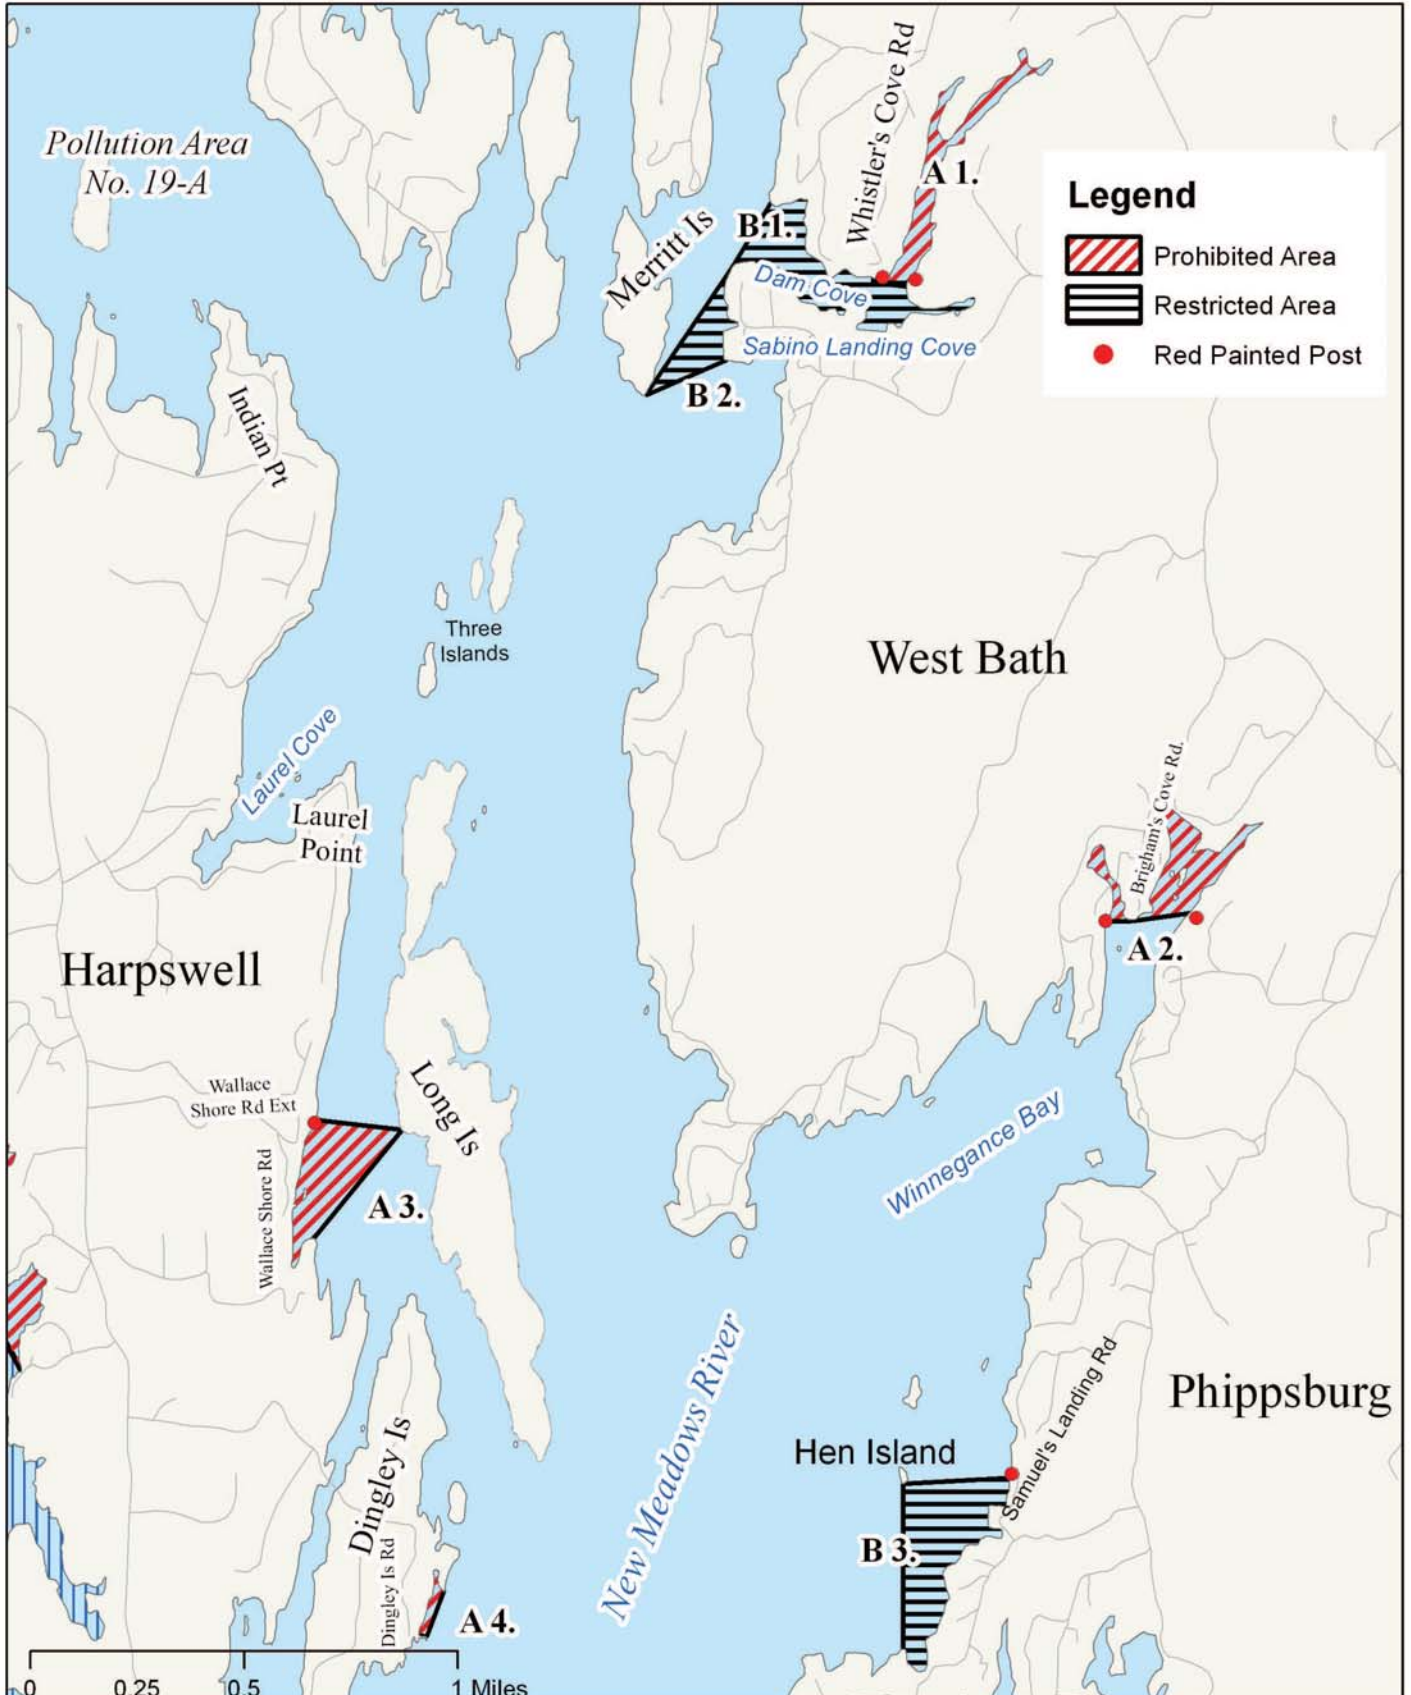 Pollution Area
No. 19-A
Whistler's Cove Rd
A 1.
Legend
Prohibited Area
Restricted Area
Red Painted Post
Merritt Is
B.1.
Dam Cove
Sabino Landing Cove
B 2.
Indian Pt
Three
Islands
West Bath
Laurel Cove
Laurel
Point
Brigham's Cove Rd.
A 2.
Harpswell
Long Is
Wallace
Shore Rd Ext
Wallace Shore Rd
A 3.
Winnegance Bay
New Meadows River
Samuel's Landing Rd
Phippsburg
Hen Island
B 3.
Dingley Is
Dingley Is Rd
A 4.
0 0.25 0.5 1 Miles